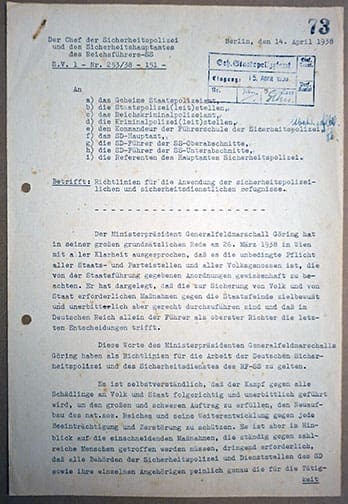 73
Der Chef der Sicherheitspolizei
und des Sicherheitshauptamtes
des Reichsführers-SS
Berlin, den 14. April 1938
S.V. 1 - Nr. 253/38 - 151 -
Geh. Staatspolizeiamt
Eingang: 15. April 1938
An
a) das Geheime Staatspolizeiamt,
b) die Staatspolizei(leit)stellen,
c) das Reichskriminalpolizeiamt,
d) die Kriminalpolizei(leit)stellen,
e) den Kommandeur der Führerschule der Sicherheitspolizei
f) das SD-Hauptamt,
g) die SD-Führer der SS-Oberabschnitte,
h) die SD-Führer der SS-Unterabschnitte,
i) die Referenten des Hauptamtes Sicherheitspolizei.
Betrifft: Richtlinien für die Anwendung der sicherheitspolizei-
lichen und sicherheitsdienstlichen Befugnisse.
- - - - - - - - - - - - - - - - - - - - - -
Der Ministerpräsident Generalfeldmarschall Göring hat
in seiner großen grundsätzlichen Rede am 26. März 1938 in Wien
mit aller Klarheit ausgesprochen, daß es die unbedingte Pflicht
aller Staats- und Parteistellen und aller Volksgenossen ist, die
von der Staatsführung gegebenen Anordnungen gewissenhaft zu be-
achten. Er hat dargelegt, daß die zur Sicherung von Volk und von
Staat erforderlichen Maßnahmen gegen die Staatsfeinde zielbewußt
und unerbittlich aber gerecht durchzuführen sind und daß im
Deutschen Reich allein der Führer als oberster Richter die letz-
ten Entscheidungen trifft.
Diese Worte des Ministerpräsidenten Generalfeldmarschalls
Göring haben als Richtlinien für die Arbeit der Deutschen Sicher-
heitspolizei und des Sicherheitsdienstes des RF-SS zu gelten.
Es ist selbstverständlich, daß der Kampf gegen alle
Schädlinge an Volk und Staat folgerichtig und unerbittlich geführt
wird, um den großen und schweren Auftrag zu erfüllen, den Neuauf-
bau des nat.soz. Reiches und seine Weiterentwicklung gegen jede
Beeinträchtigung und Zerstörung zu schützen. Es ist aber im Hin-
blick auf die einschneidenden Maßnahmen, die ständig gegen zahl-
reiche Menschen getroffen werden müssen, dringend erforderlich,
daß alle Behörden der Sicherheitspolizei und Dienststellen des SD
sowie ihre einzelnen Angehörigen peinlich genau die für die Tätig-
keit